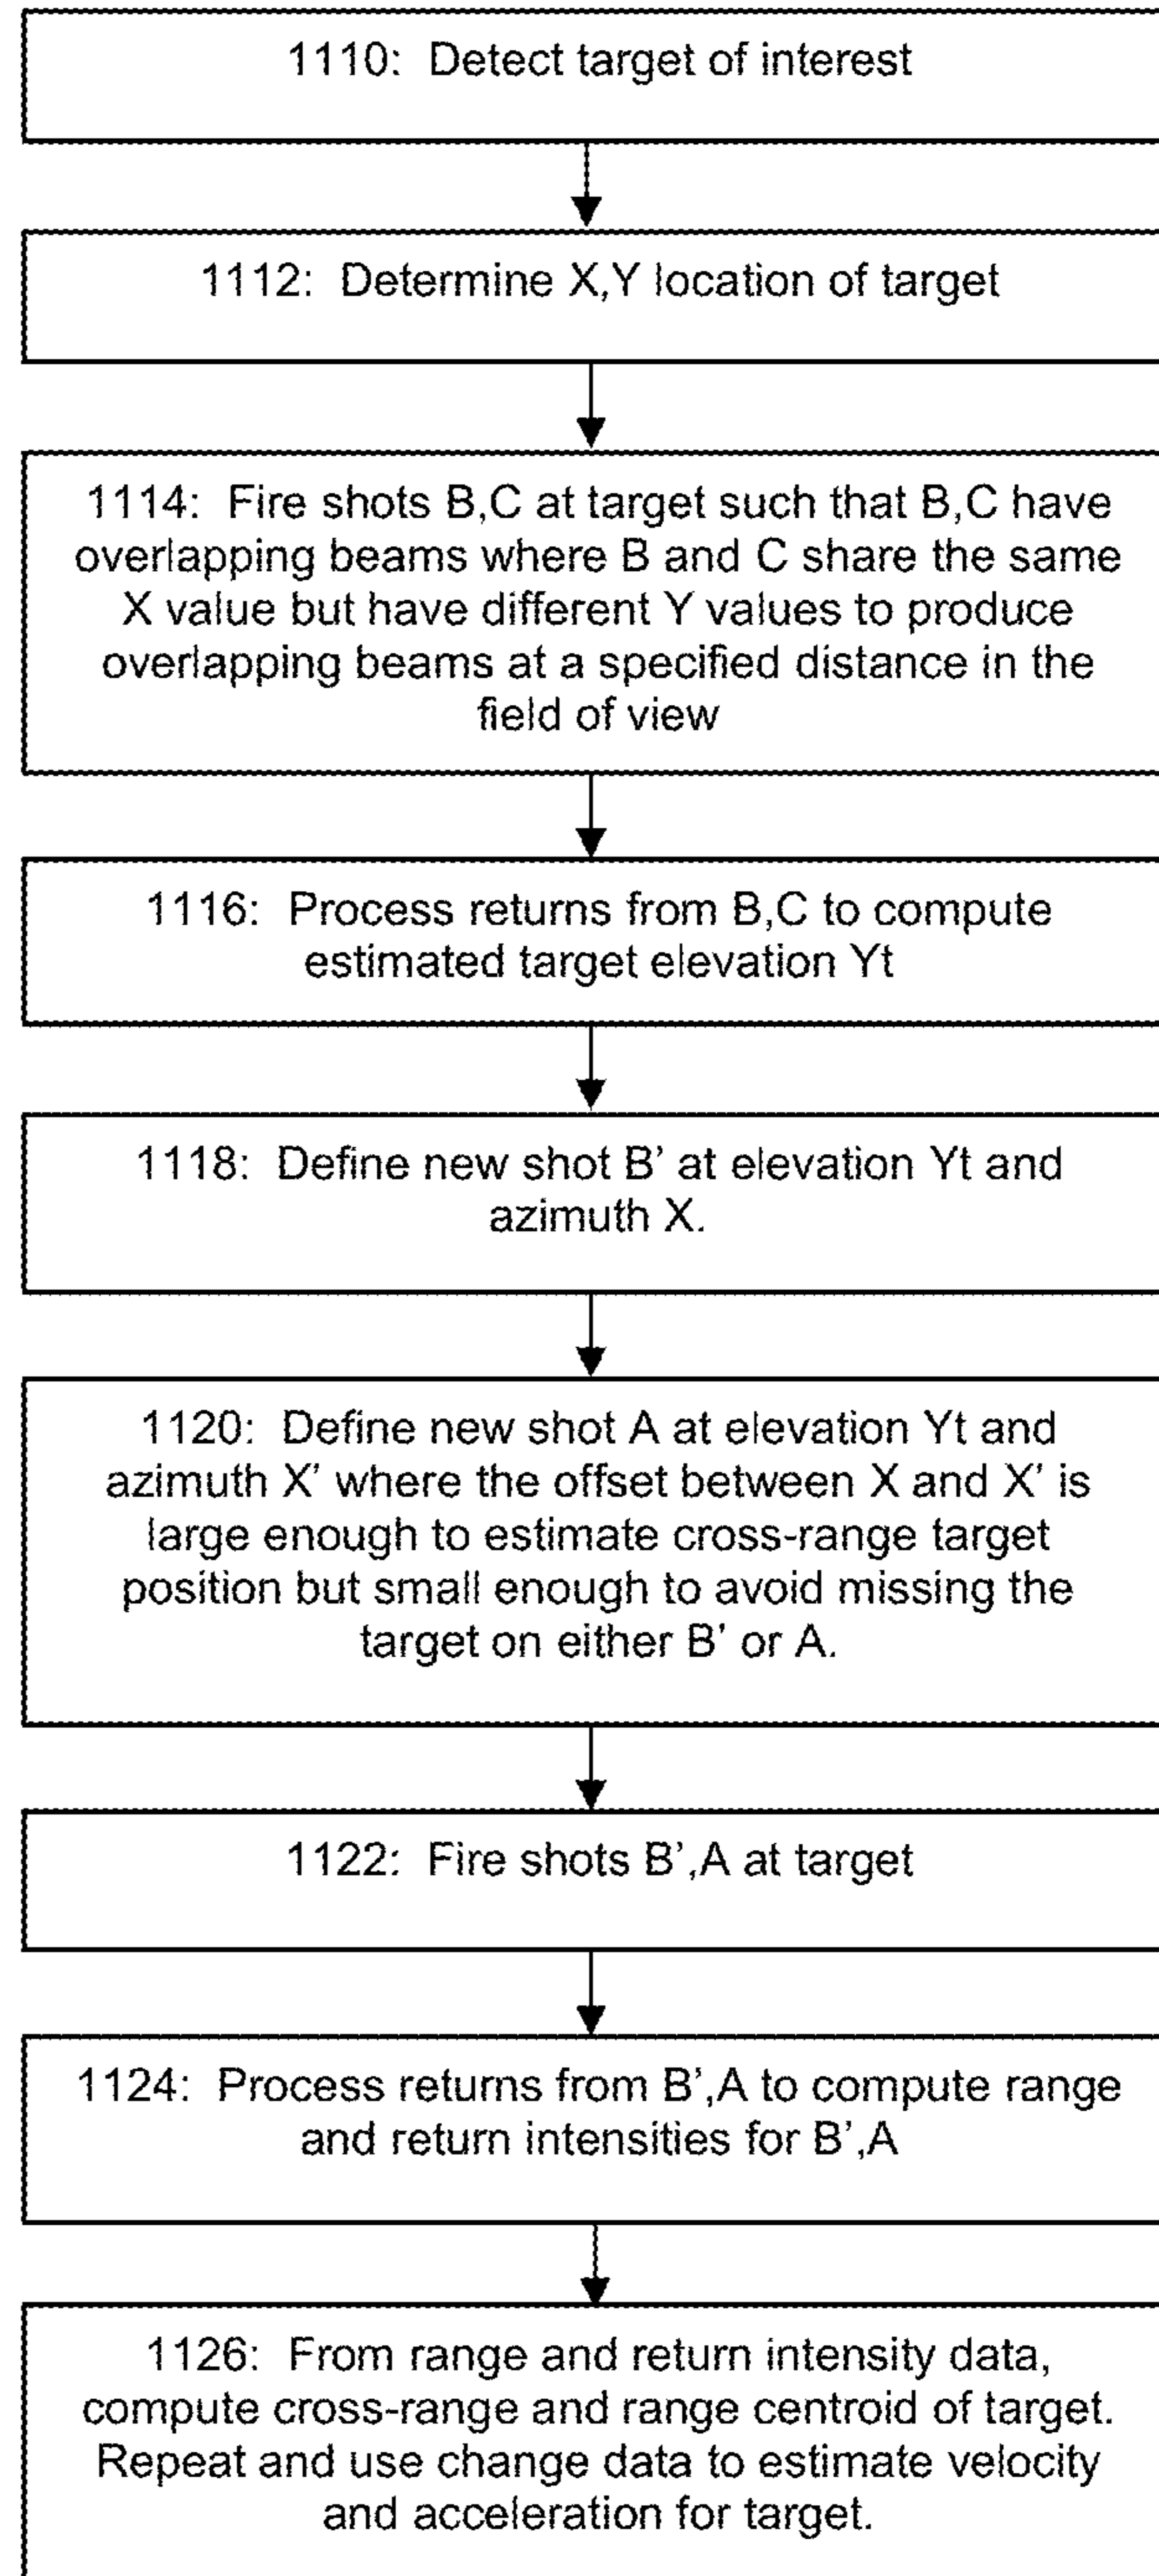 1110: Detect target of interest
1112: Determine X,Y location of target
1114: Fire shots B,C at target such that B,C have
overlapping beams where B and C share the same
X value but have different Y values to produce
overlapping beams at a specified distance in the
field of view
1116: Process returns from B,C to compute
estimated target elevation Yt
1118: Define new shot B’ at elevation Yt and
azimuth X.
1120: Define new shot A at elevation Yt and
azimuth X’ where the offset between X and X’ is
large enough to estimate cross-range target
position but small enough to avoid missing the
target on either B’ or A.
1122: Fire shots B’,A at target
1124: Process returns from B’,A to compute range
and return intensities for B’,A
1126: From range and return intensity data,
compute cross-range and range centroid of target.
Repeat and use change data to estimate velocity
and acceleration for target.